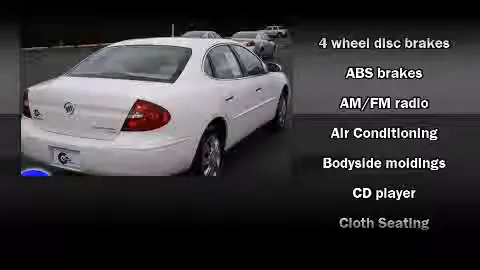 4 wheel disc brakes
ABS brakes
AM/FM radio
Air Conditioning
Bodyside moldings
CD player
Cloth Seating